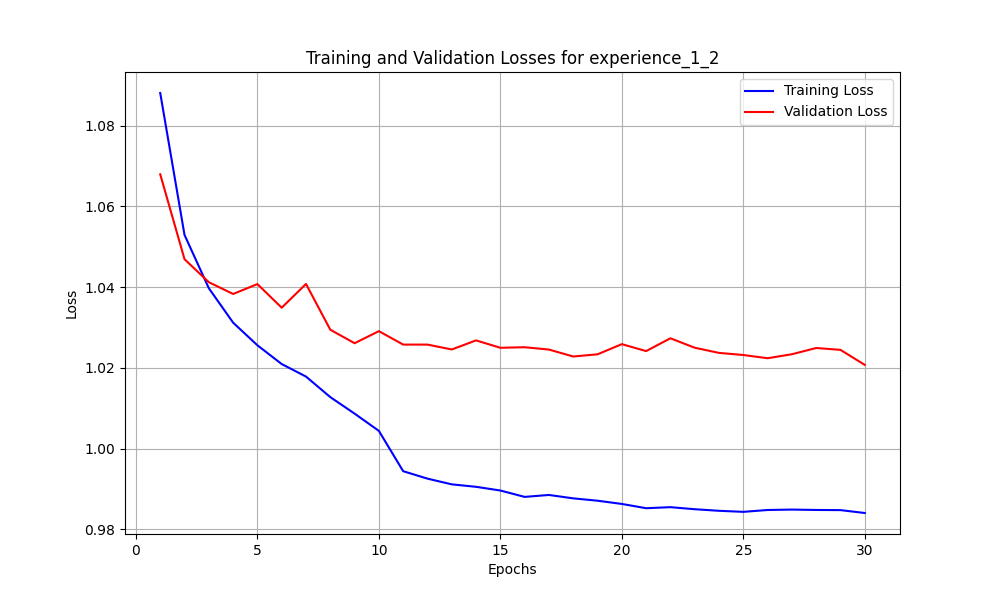 Training and Validation Losses for experience_1_2
Training Loss
Validation Loss
1.08
1.06
1.04
1.02
1.00
0.98
Loss
0
5
10
15
20
25
30
Epochs